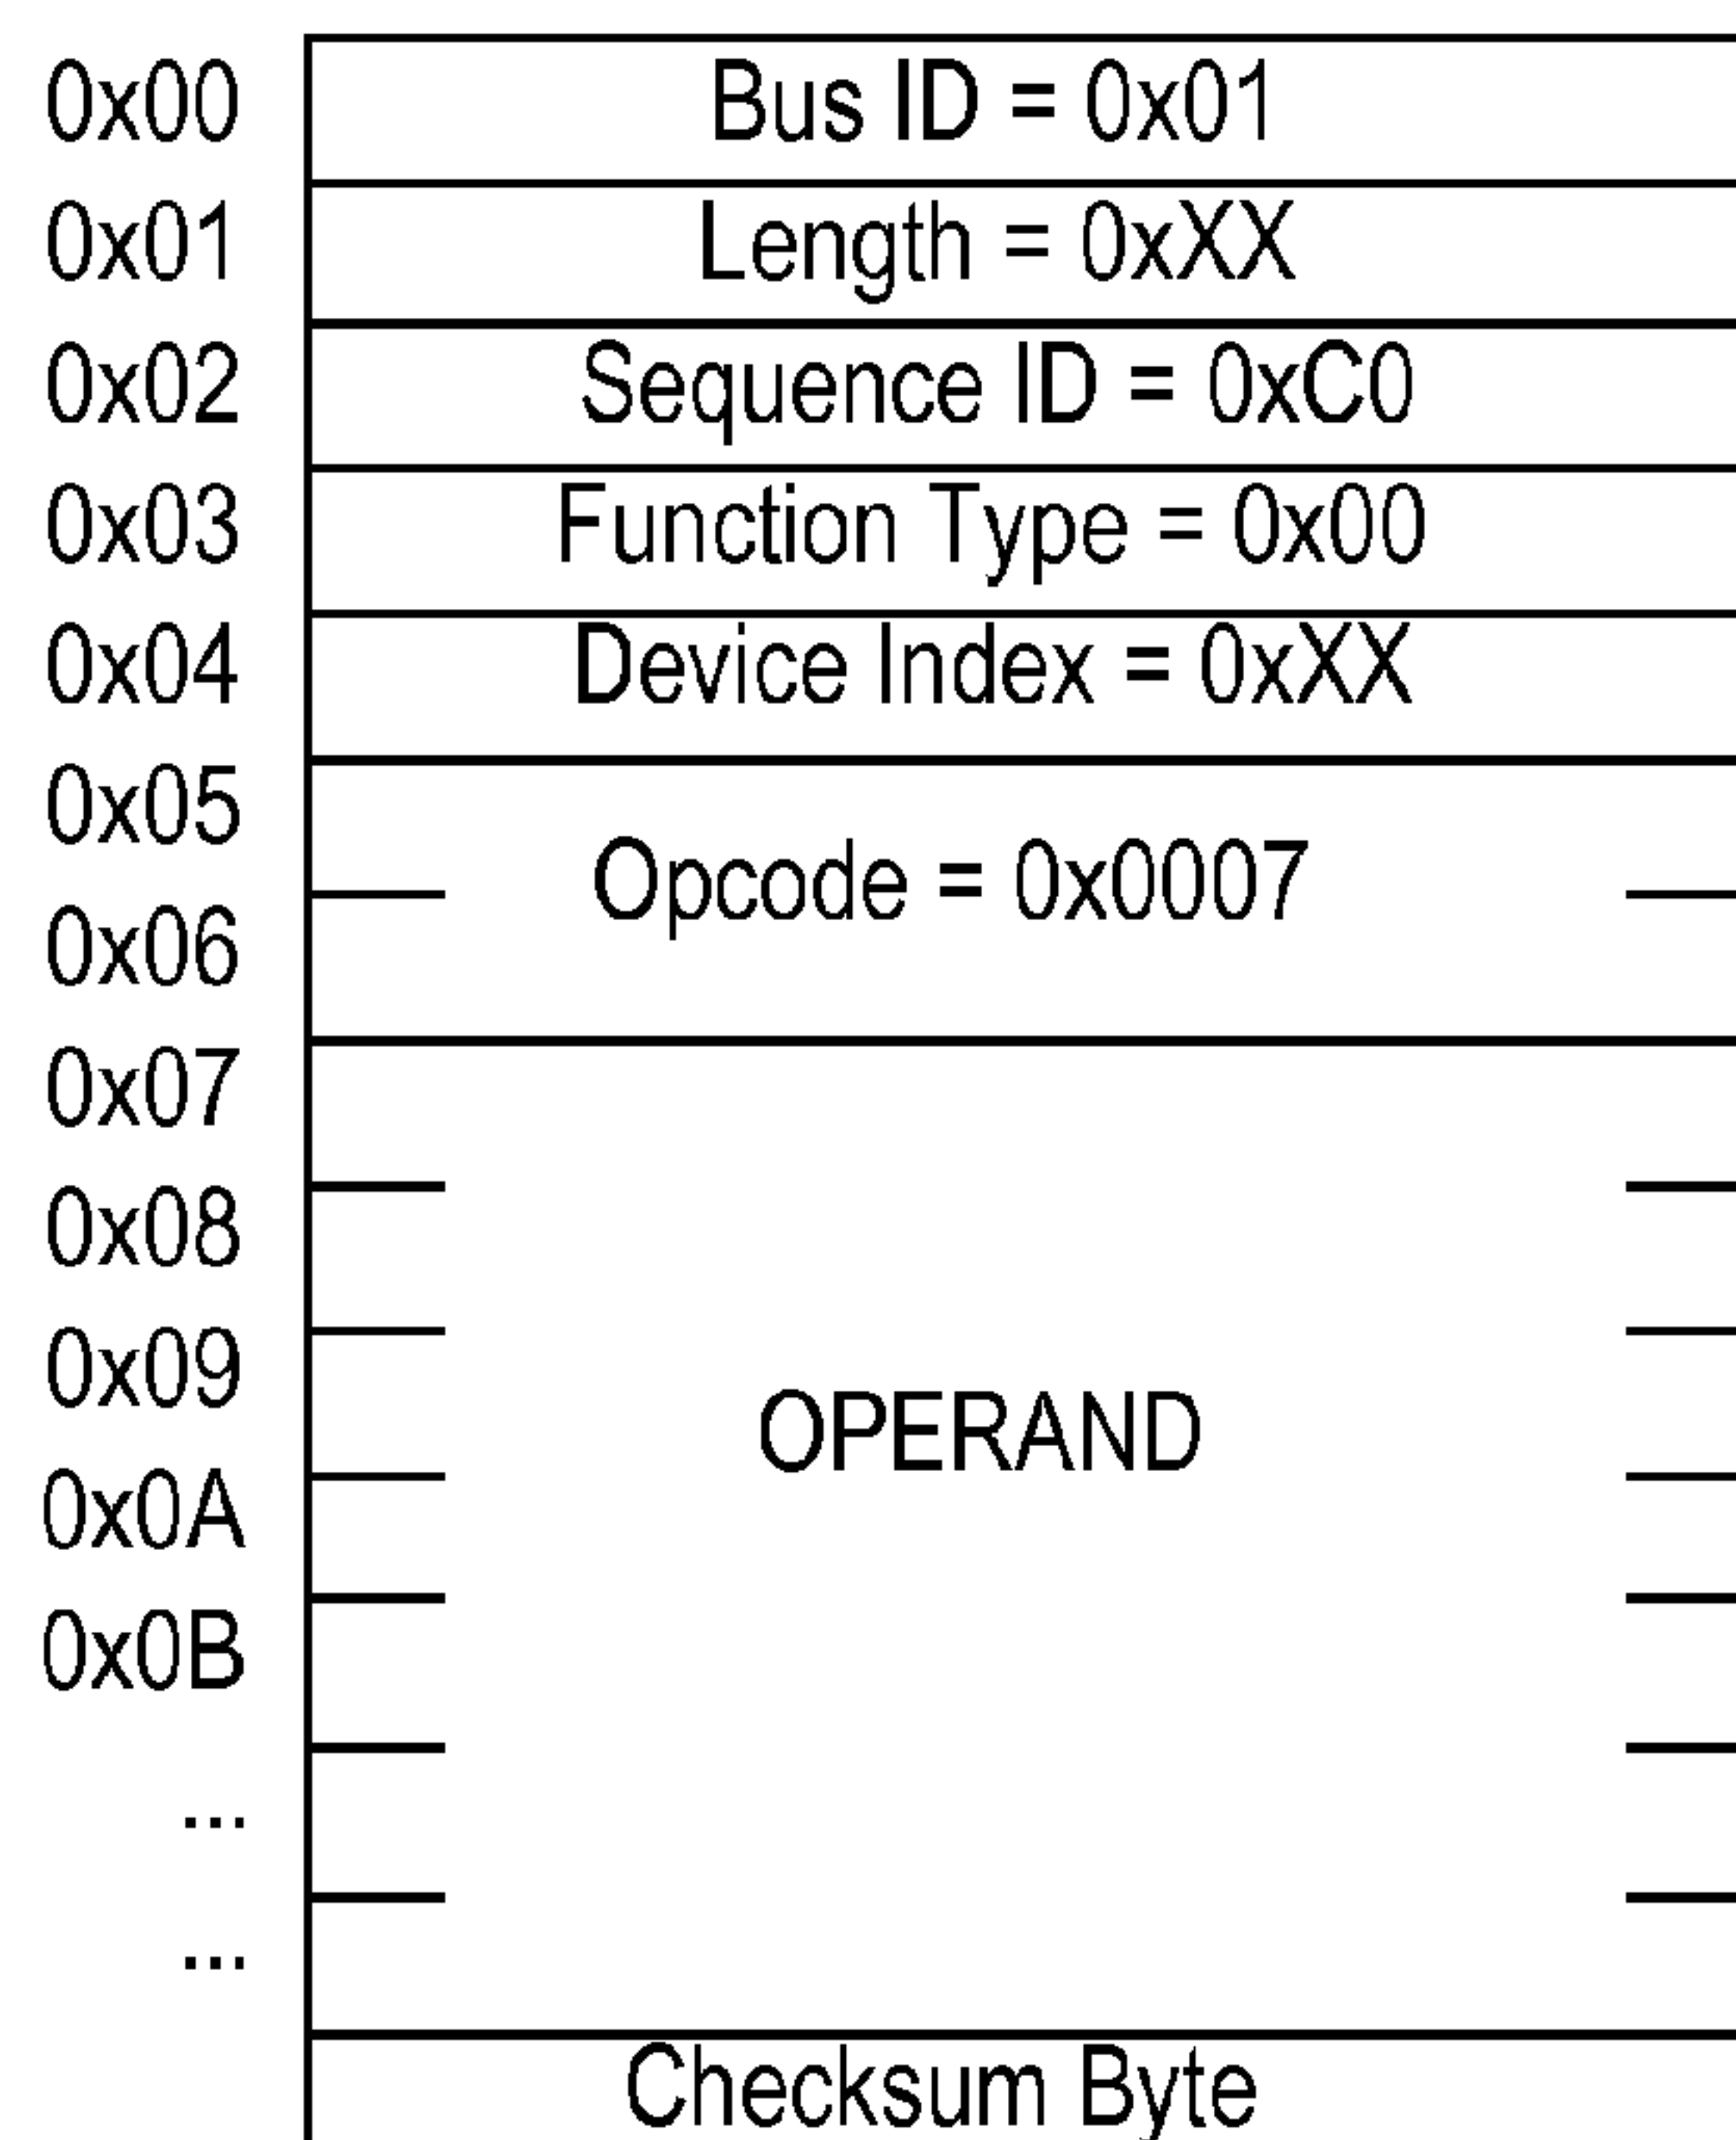 0x00 Bus ID = 0x01
0x01 Length = 0xXX
0x02 Sequence ID = 0xC0
0x03 Function Type = 0x00
0x04 Device Index = 0xXX
0x05
Opcode = 0x0007
0x06
0x07
0x08
0x09
OPERAND
0x0A
0x0B
...
...
Checksum Byte